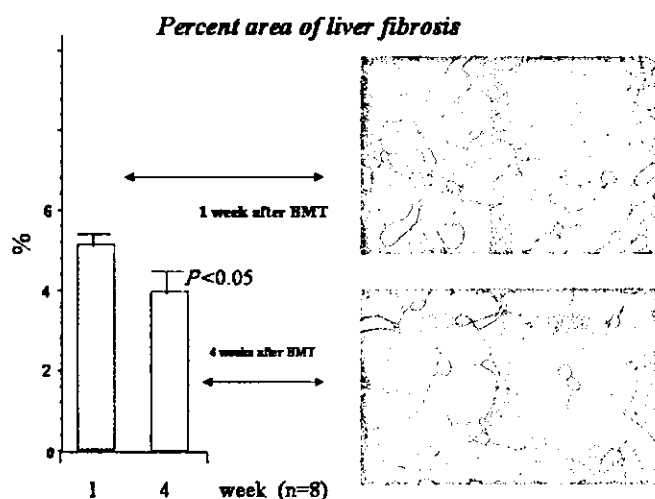 Percent area of liver fibrosis
1 week after BMT
6
%
P<0.05
4
4 weeks after BMT
2
0
1 4 week (n=8)